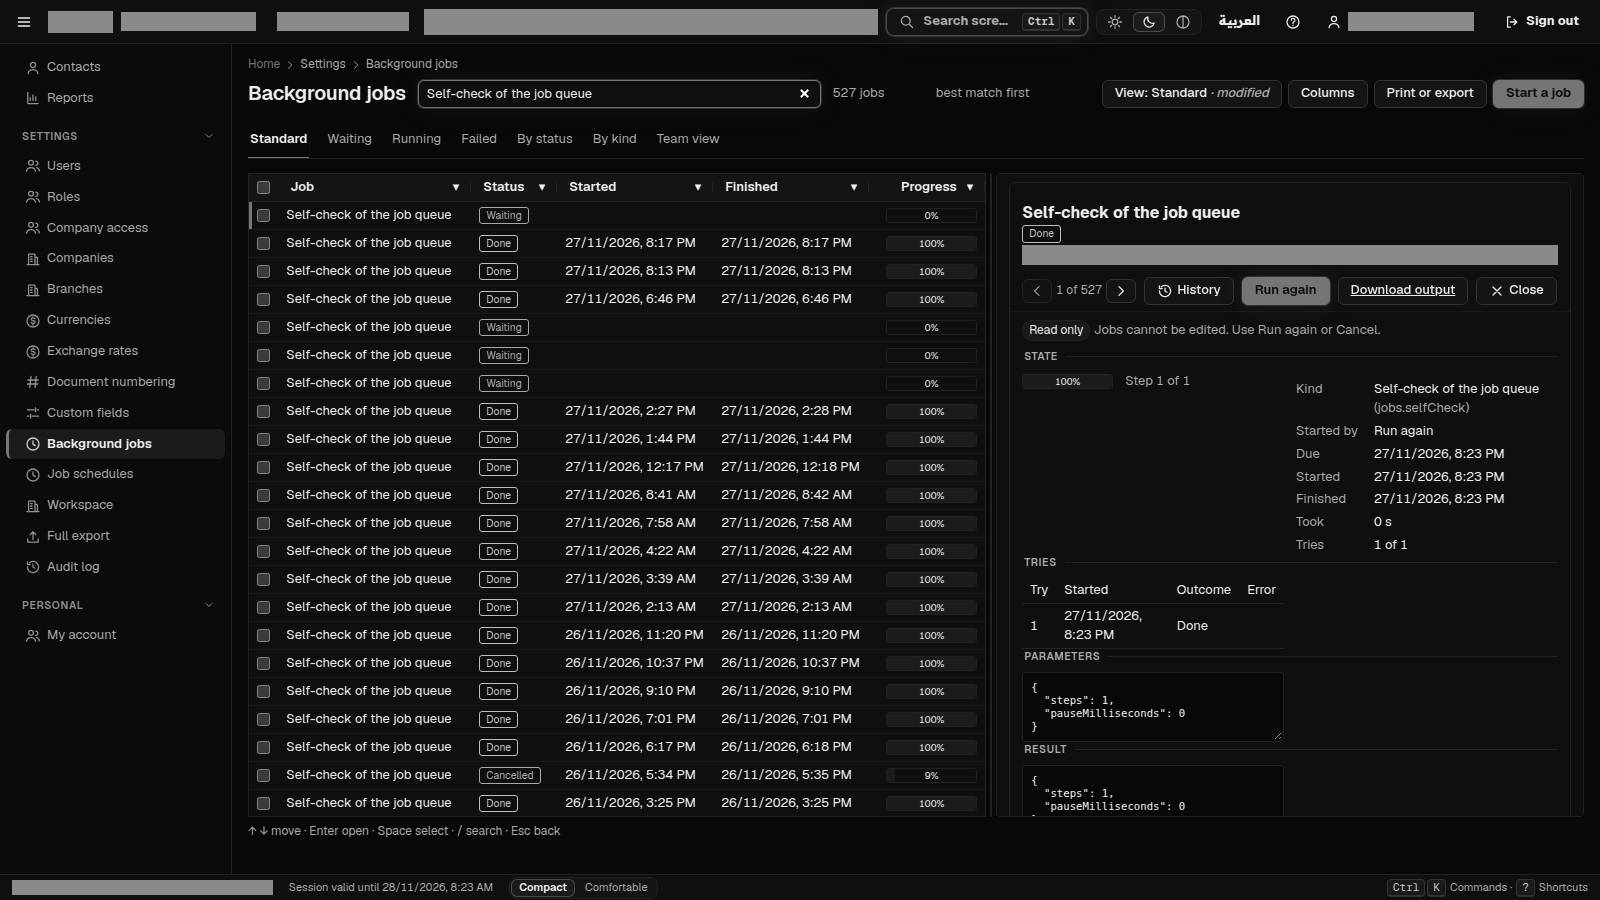 Search scre... Ctrl K
العربية
Sign out
Contacts
Reports
SETTINGS
Users
Roles
Company access
Companies
Branches
Currencies
Exchange rates
Document numbering
Custom fields
Background jobs
Job schedules
Workspace
Full export
Audit log
PERSONAL
My account
Home > Settings > Background jobs
Background jobs
Self-check of the job queue
527 jobs
best match first
View: Standard · modified
Columns
Print or export
Start a job
Standard Waiting Running Failed By status By kind Team view
Job Status Started Finished Progress
Self-check of the job queue Waiting 0%
Self-check of the job queue Done 27/11/2026, 8:17 PM 27/11/2026, 8:17 PM 100%
Self-check of the job queue Done 27/11/2026, 8:13 PM 27/11/2026, 8:13 PM 100%
Self-check of the job queue Done 27/11/2026, 6:46 PM 27/11/2026, 6:46 PM 100%
Self-check of the job queue Waiting 0%
Self-check of the job queue Waiting 0%
Self-check of the job queue Waiting 0%
Self-check of the job queue Done 27/11/2026, 2:27 PM 27/11/2026, 2:28 PM 100%
Self-check of the job queue Done 27/11/2026, 1:44 PM 27/11/2026, 1:44 PM 100%
Self-check of the job queue Done 27/11/2026, 12:17 PM 27/11/2026, 12:18 PM 100%
Self-check of the job queue Done 27/11/2026, 8:41 AM 27/11/2026, 8:42 AM 100%
Self-check of the job queue Done 27/11/2026, 7:58 AM 27/11/2026, 7:58 AM 100%
Self-check of the job queue Done 27/11/2026, 4:22 AM 27/11/2026, 4:22 AM 100%
Self-check of the job queue Done 27/11/2026, 3:39 AM 27/11/2026, 3:39 AM 100%
Self-check of the job queue Done 27/11/2026, 2:13 AM 27/11/2026, 2:13 AM 100%
Self-check of the job queue Done 26/11/2026, 11:20 PM 26/11/2026, 11:20 PM 100%
Self-check of the job queue Done 26/11/2026, 10:37 PM 26/11/2026, 10:37 PM 100%
Self-check of the job queue Done 26/11/2026, 9:10 PM 26/11/2026, 9:10 PM 100%
Self-check of the job queue Done 26/11/2026, 7:01 PM 26/11/2026, 7:01 PM 100%
Self-check of the job queue Done 26/11/2026, 6:17 PM 26/11/2026, 6:18 PM 100%
Self-check of the job queue Cancelled 26/11/2026, 5:34 PM 26/11/2026, 5:35 PM 9%
Self-check of the job queue Done 26/11/2026, 3:25 PM 26/11/2026, 3:25 PM 100%
↑↓ move · Enter open · Space select · / search · Esc back
Self-check of the job queue
Done
1 of 527
History
Run again
Download output
Close
Read only Jobs cannot be edited. Use Run again or Cancel.
STATE
100% Step 1 of 1
Kind Self-check of the job queue
(jobs.selfCheck)
Started by Run again
Due 27/11/2026, 8:23 PM
Started 27/11/2026, 8:23 PM
Finished 27/11/2026, 8:23 PM
Took 0 s
Tries 1 of 1
TRIES
Try Started Outcome Error
1 27/11/2026, 8:23 PM Done
PARAMETERS
{
"steps": 1,
"pauseMilliseconds": 0
}
RESULT
{
"steps": 1,
"pauseMilliseconds": 0
Session valid until 28/11/2026, 8:23 AM
Compact Comfortable
Ctrl K Commands · ? Shortcuts